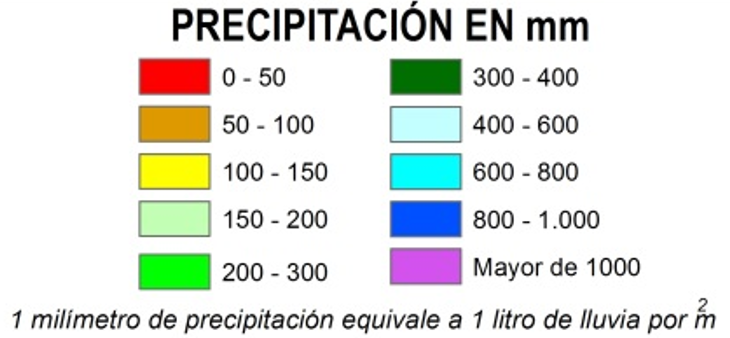 PRECIPITACIÓN EN mm
0 - 50
50 - 100
100 - 150
150 - 200
200 - 300
300 - 400
400 - 600
600 - 800
800 - 1.000
Mayor de 1000
1 milímetro de precipitación equivale a 1 litro de lluvia por m²